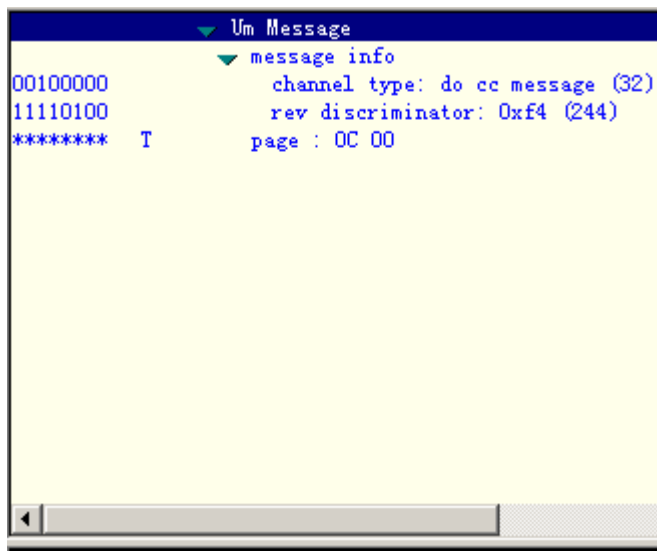 Um Message
message info
00100000 channel type: do cc message (32)
11110100 rev discriminator: 0xf4 (244)
******** T page : 0C 00